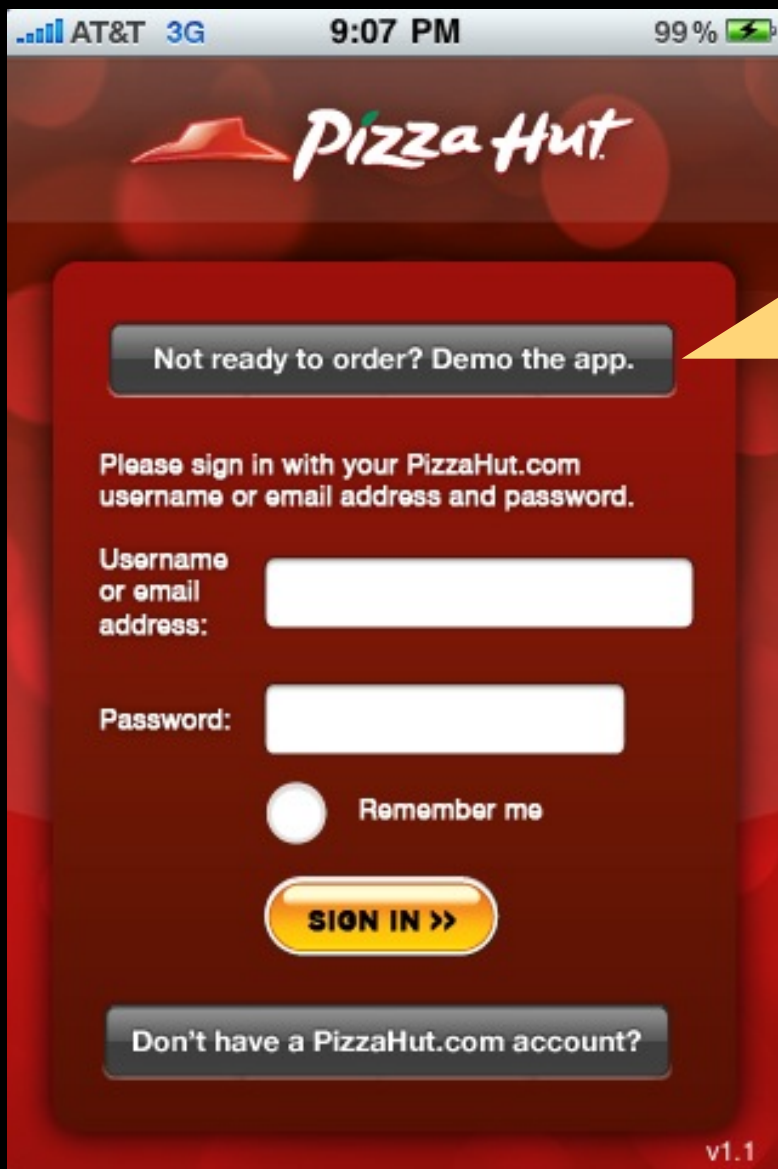 AT&T 3G 9:07 PM 99%
Pizza Hut
Not ready to order? Demo the app.
Please sign in with your PizzaHut.com
username or email address and password.
Username
or email
address:
Password:
Remember me
SIGN IN >>
Don't have a PizzaHut.com account?
v1.1